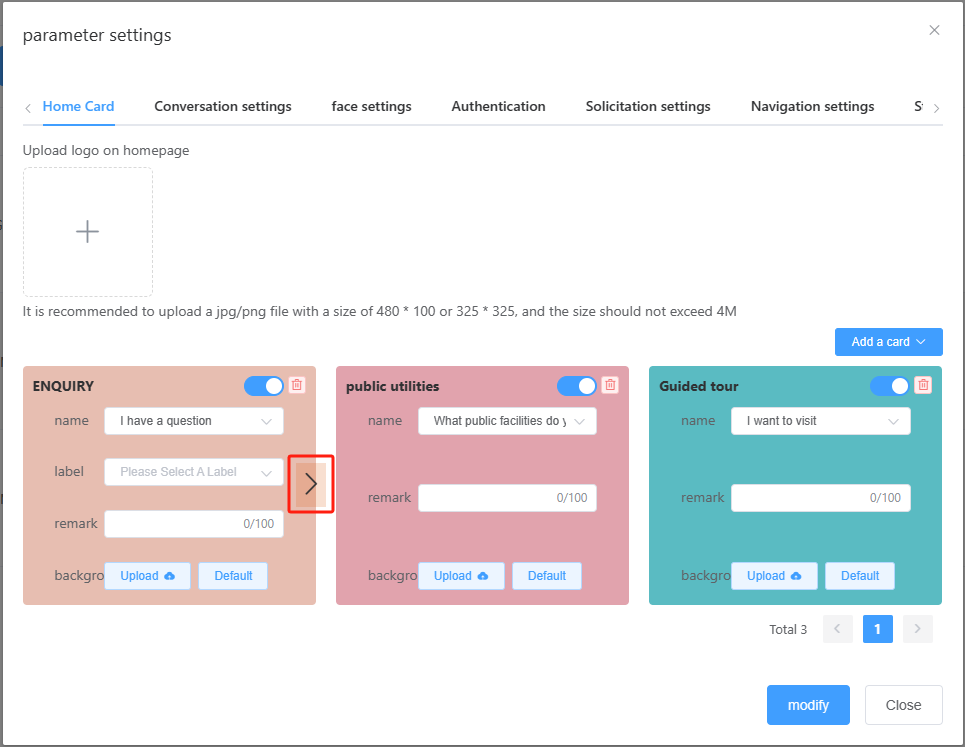 parameter settings
Home Card Conversation settings face settings Authentication Solicitation settings Navigation settings
Upload logo on homepage
It is recommended to upload a jpg/png file with a size of 480 * 100 or 325 * 325, and the size should not exceed 4M
Add a card
ENQUIRY
name I have a question
label Please Select A Label
remark 0/100
backgro Upload Default
public utilities
name What public facilities do y
remark 0/100
backgro Upload Default
Guided tour
name I want to visit
remark 0/100
backgro Upload Default
Total 3 1
modify Close